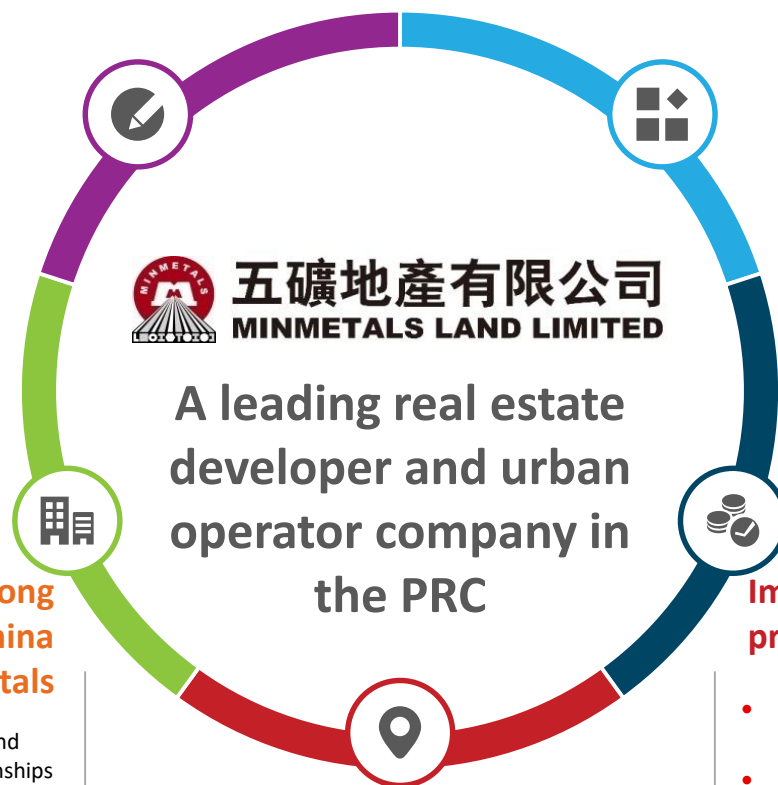 MINMETALS
五礦地產有限公司
MINMETALS LAND LIMITED
A leading real estate
developer and urban
operator company in
the PRC